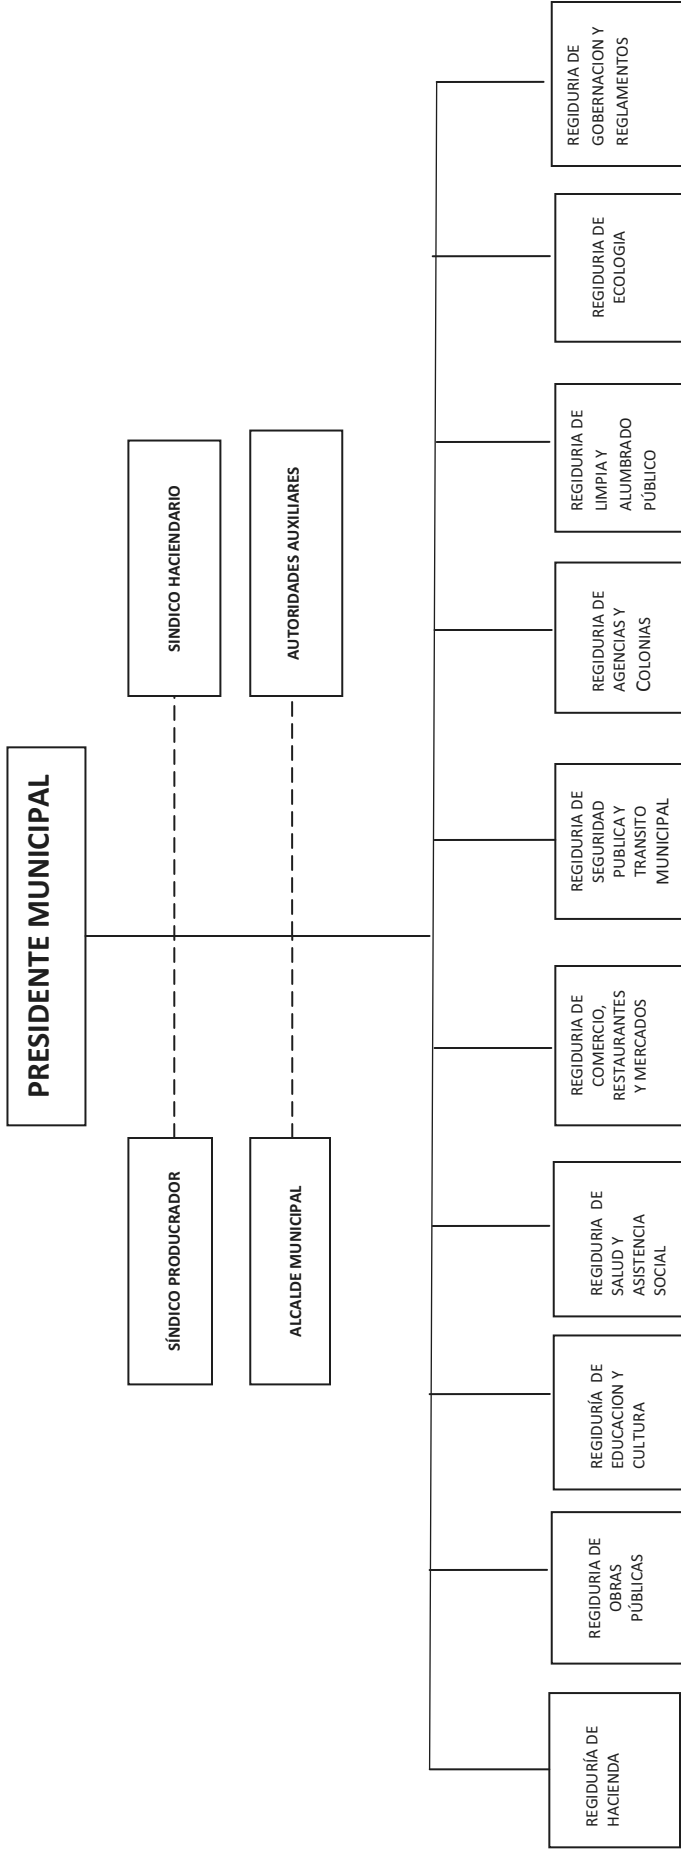 PRESIDENTE MUNICIPAL
SÍNDICO PRODUCRADOR
SINDICO HACIENDARIO
ALCALDE MUNICIPAL
AUTORIDADES AUXILIARES
REGIDURÍA DE
HACIENDA
REGIDURIA DE
OBRAS
PÚBLICAS
REGIDURÍA DE
EDUCACION Y
CULTURA
REGIDURIA DE
SALUD Y
ASISTENCIA
SOCIAL
REGIDURIA DE
COMERCIO,
RESTAURANTES
Y MERCADOS
REGIDURIA DE
SEGURIDAD
PUBLICA Y
TRANSITO
MUNICIPAL
REGIDURIA DE
AGENCIAS Y
COLONIAS
REGIDURIA DE
LIMPIA Y
ALUMBRADO
PÚBLICO
REGIDURIA DE
ECOLOGIA
REGIDURIA DE
GOBERNACION Y
REGLAMENTOS